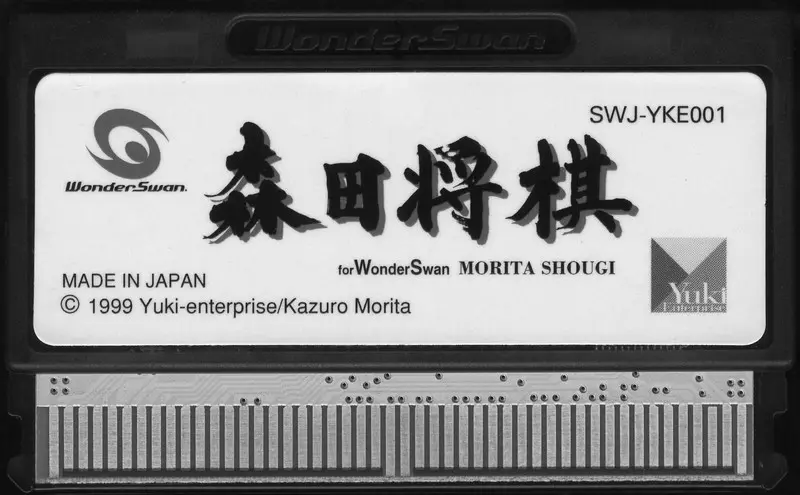 WonderSwan
SWJ-YKE001
WonderSwan
森田将棋
for WonderSwan MORITA SHOUGI
MADE IN JAPAN
© 1999 Yuki-enterprise/Kazuro Morita
Yuki
Enterprise